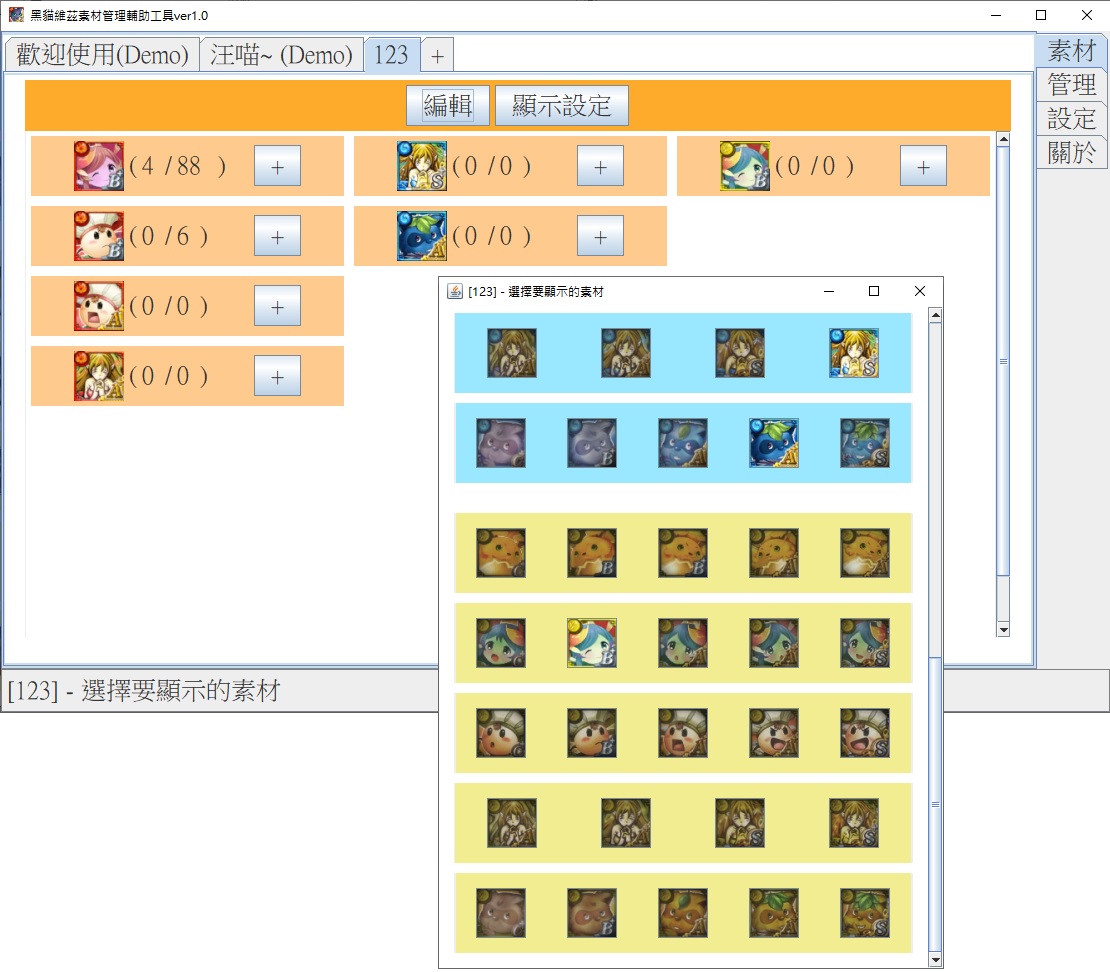 黑貓維茲素材管理輔助工具ver1.0
歡迎使用(Demo) 汪喵~ (Demo) 123 +
素材
管理
設定
關於
編輯 顯示設定
B ( 4 / 88 ) + S ( 0 / 0 ) + B ( 0 / 0 ) +
B ( 0 / 6 ) + A ( 0 / 0 ) +
A ( 0 / 0 ) +
A ( 0 / 0 ) +
[123] - 選擇要顯示的素材
A A S S
C B A A S
C B B A A
C B A A S
C B A A S
A A S S
C B A A S
[123] - 選擇要顯示的素材